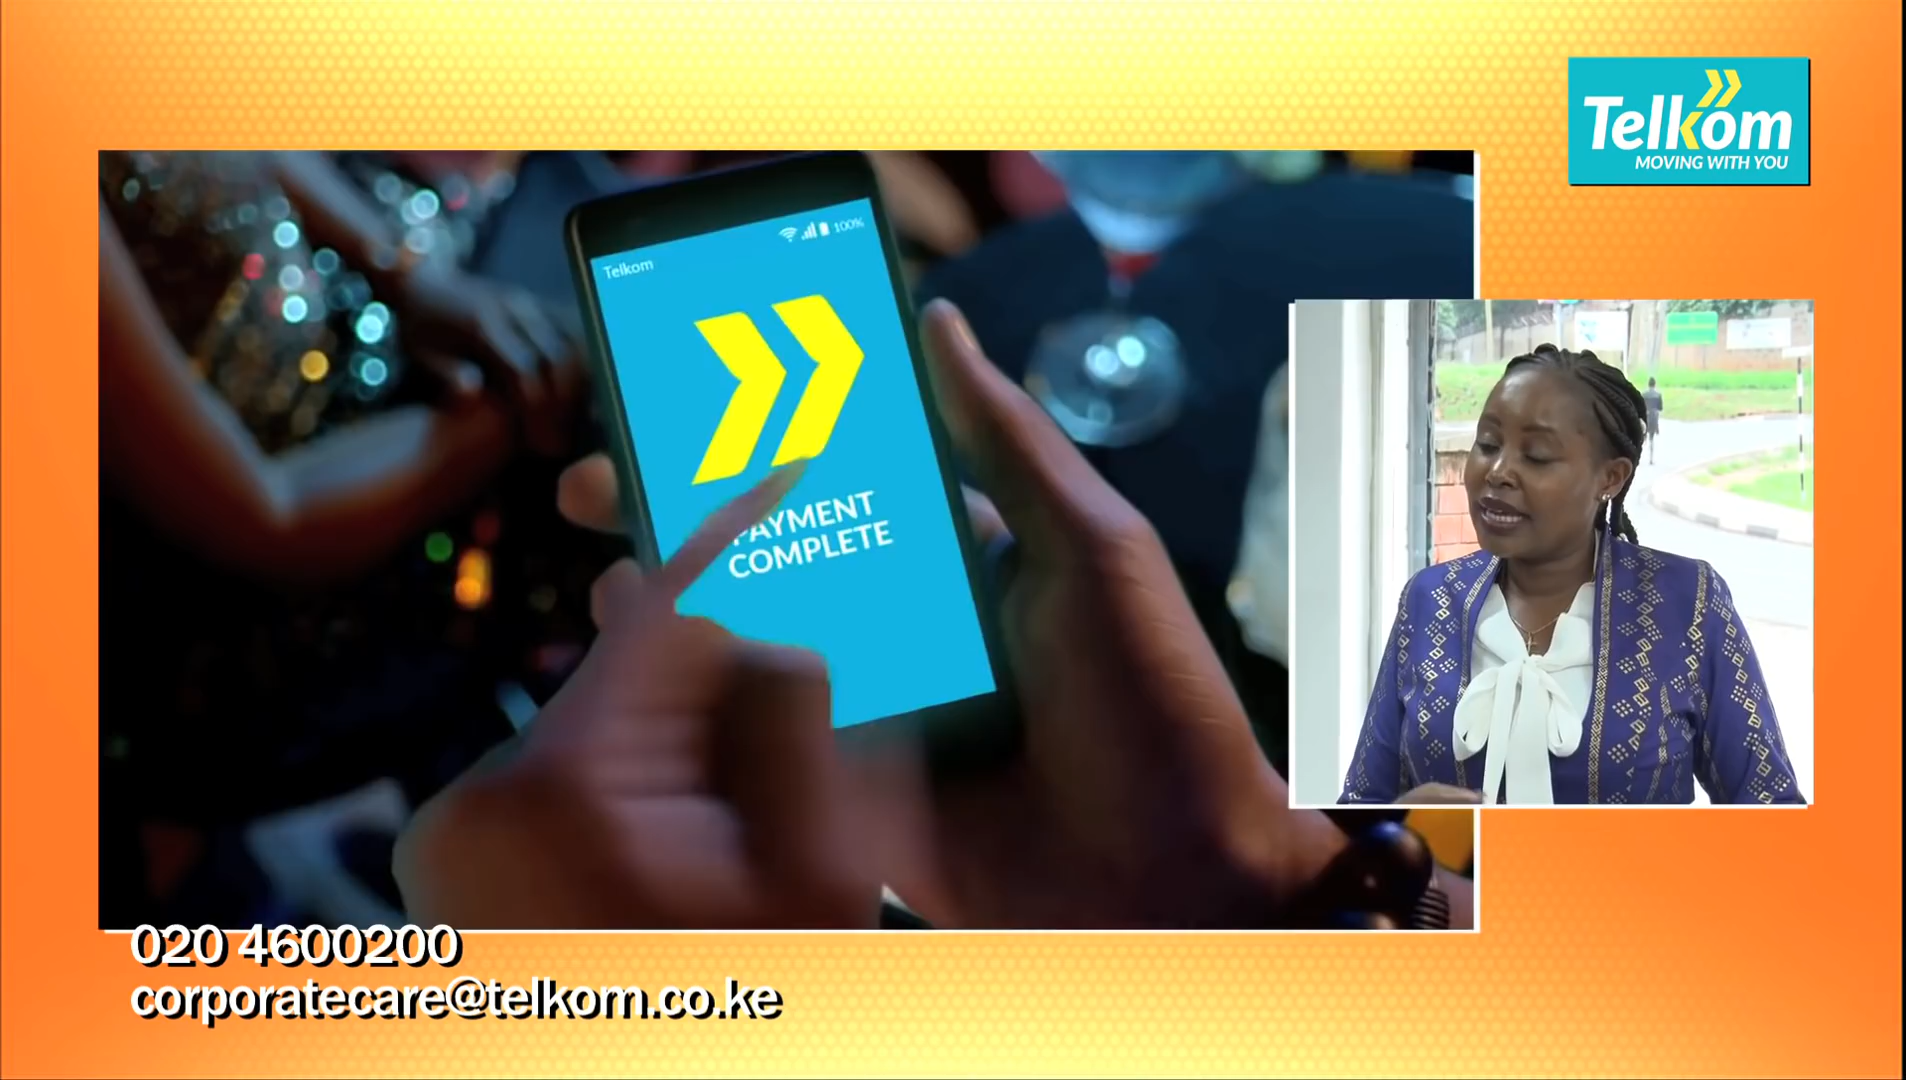 Telkom
MOVING WITH YOU
100%
Telkom
PAYMENT
COMPLETE
020 4600200
corporatecare@telkom.co.ke